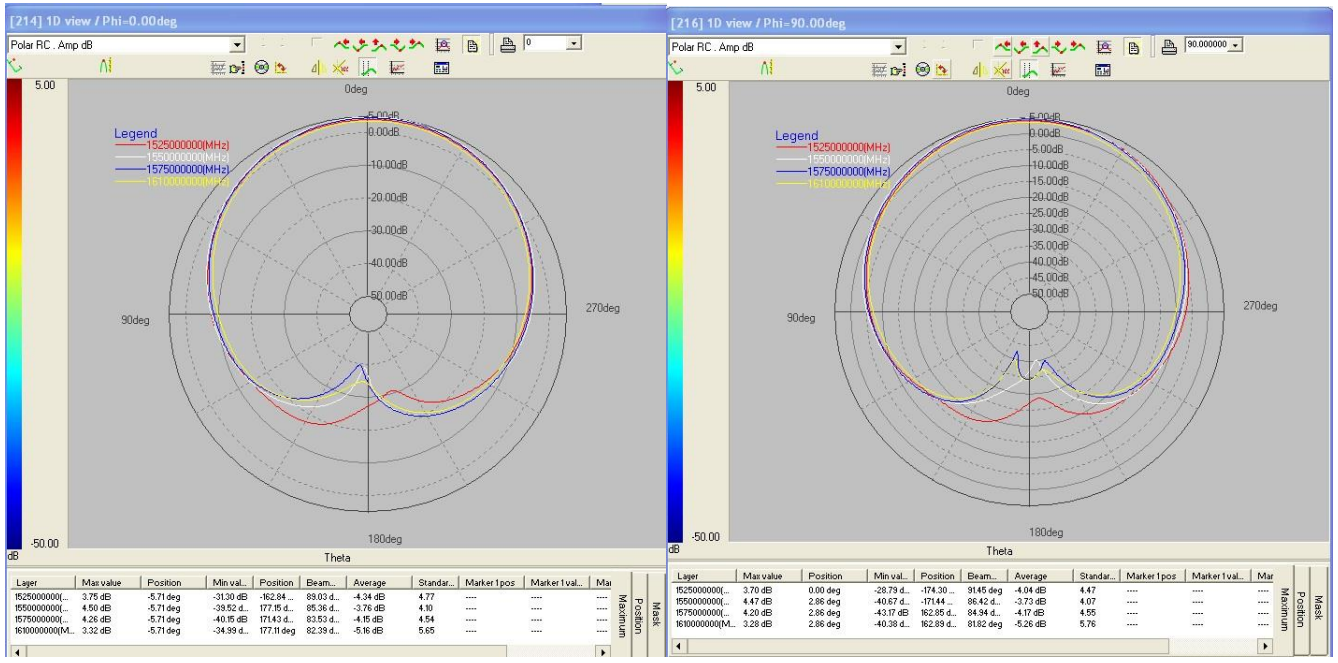 [214] 1D view / Phi=0.00deg
Polar RC . Amp dB
0
5.00
0deg
Legend
1525000000(MHz)
1550000000(MHz)
1575000000(MHz)
1610000000(MHz)
5.00dB
0.00dB
-10.00dB
-20.00dB
-30.00dB
-40.00dB
50.00dB
90deg
270deg
180deg
-50.00
dB
Theta
Layer Max value Position Min val... Position Beam... Average Standar... Marker 1 pos Marker 1 val... Mar
1525000000(... 3.75 dB -5.71 deg -31.30 dB -162.84 ... 89.03 d... -4.34 dB 4.77 ---- ----
1550000000(... 4.50 dB -5.71 deg -39.52 d... 177.15 d... 85.36 d... -3.76 dB 4.10 ---- ----
1575000000(... 4.26 dB -5.71 deg -40.15 d... 171.43 d... 83.53 d... -4.15 dB 4.54 ---- ----
1610000000(M... 3.32 dB -5.71 deg -34.99 d... 177.11 deg 82.39 d... -5.16 dB 5.65 ---- ----
Maximum
Position
Mask
[216] 1D view / Phi=90.00deg
Polar RC . Amp dB
90.000000
5.00
0deg
Legend
1525000000(MHz)
1550000000(MHz)
1575000000(MHz)
1610000000(MHz)
5.00dB
0.00dB
-5.00dB
-10.00dB
-15.00dB
-20.00dB
-25.00dB
-30.00dB
-35.00dB
-40.00dB
-45.00dB
50.00dB
90deg
270deg
180deg
-50.00
dB
Theta
Layer Max value Position Min val... Position Beam... Average Standar... Marker 1 pos Marker 1 val... Mar
1525000000(... 3.70 dB 0.00 deg -28.79 d... -174.30 ... 91.45 deg -4.04 dB 4.47 ---- ----
1550000000(... 4.47 dB 2.86 deg -40.67 d... -171.44 ... 86.42 d... -3.73 dB 4.07 ---- ----
1575000000(... 4.20 dB 2.86 deg -43.17 dB 162.85 d... 84.94 d... -4.17 dB 4.55 ---- ----
1610000000(M... 3.28 dB 2.86 deg -40.38 d... 162.89 d... 81.82 deg -5.26 dB 5.76 ---- ----
Maximum
Position
Mask